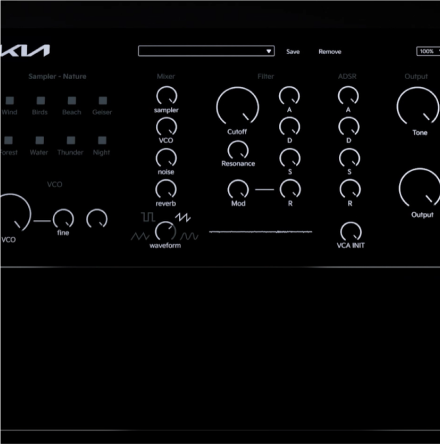 KIA
Save
Remove
100%
Sampler - Nature
Mixer
Filter
ADSR
Output
Wind
Birds
Beach
Geiser
sampler
Cutoff
A
A
Tone
Forest
Water
Thunder
Night
VCO
D
D
Resonance
noise
S
S
VCO
reverb
Mod
R
R
Output
VCO
fine
waveform
VCA INIT